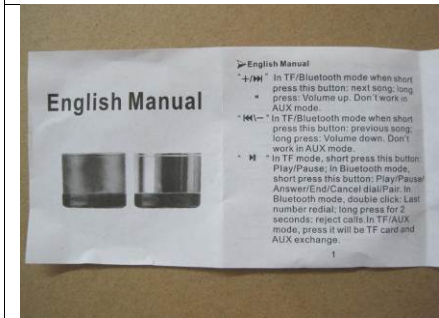 English Manual
➢English Manual
"+/⏭" In TF/Bluetooth mode when short
press this button: next song; long
" press: Volume up. Don't work in
AUX mode.
"⏮\−" In TF/Bluetooth mode when short
press this button: previous song;
long press: Volume down. Don't
work in AUX mode.
" ⏯ " In TF mode, short press this button:
Play/Pause; In Bluetooth mode,
short press this button: Play/Pause/
Answer/End/Cancel dial/Pair. In
Bluetooth mode, double click: Last
number redial; long press for 2
seconds: reject calls. In TF/AUX
mode, press it will be TF card and
AUX exchange.
1